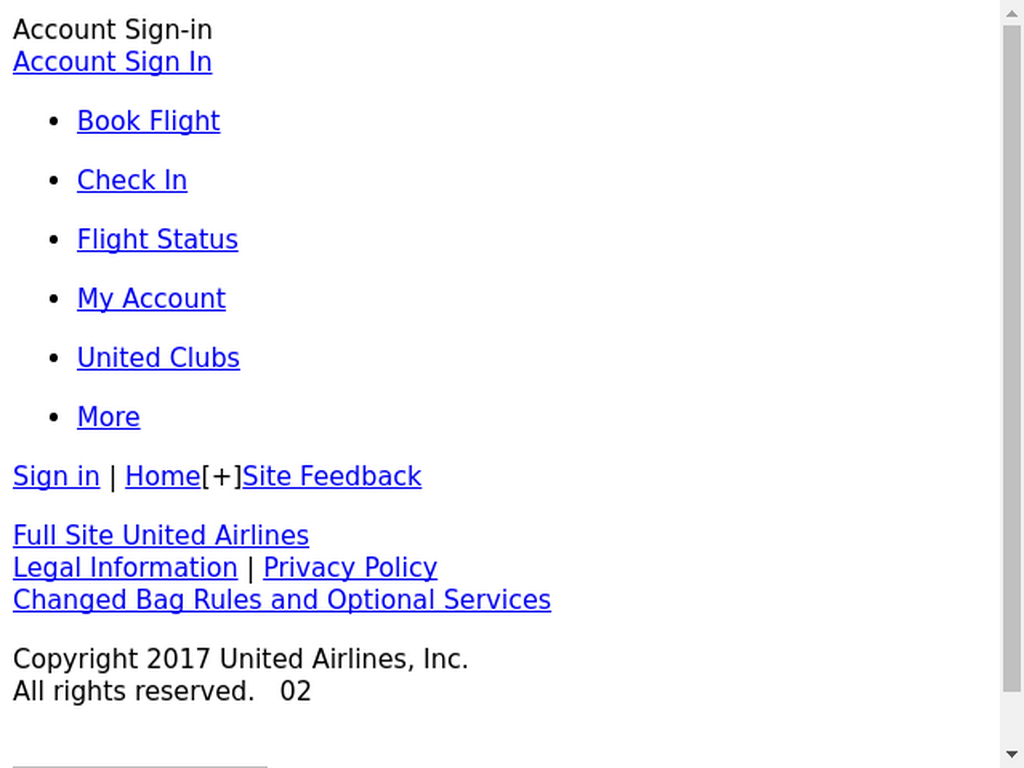 Account Sign-in
Account Sign In
Book Flight
Check In
Flight Status
My Account
United Clubs
More
Sign in | Home[+]Site Feedback
Full Site United Airlines
Legal Information | Privacy Policy
Changed Bag Rules and Optional Services
Copyright 2017 United Airlines, Inc.
All rights reserved.   02